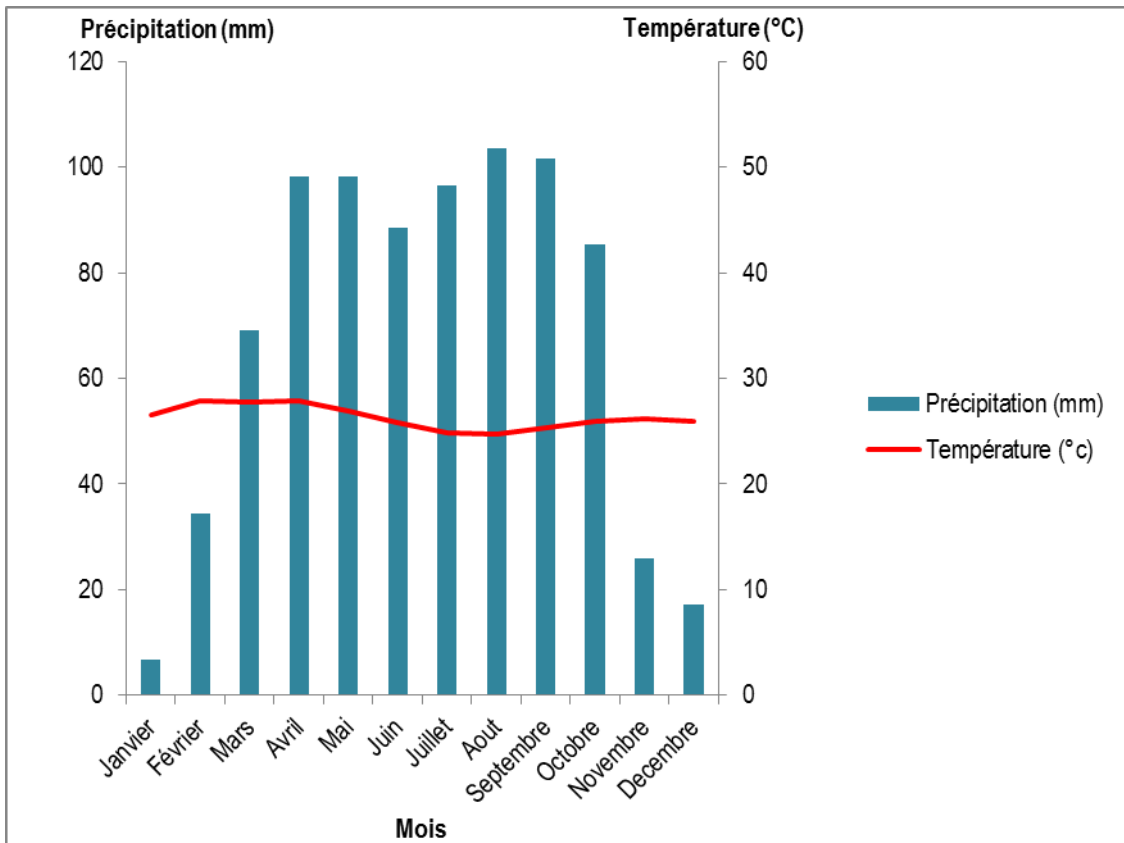 Précipitation (mm)
Température (°C)
120
100
80
60
40
20
0
60
50
40
30
20
10
0
Précipitation (mm)
Température (°c)
Janvier
Février
Mars
Avril
Mai
Juin
Juillet
Aout
Septembre
Octobre
Novembre
Decembre
Mois